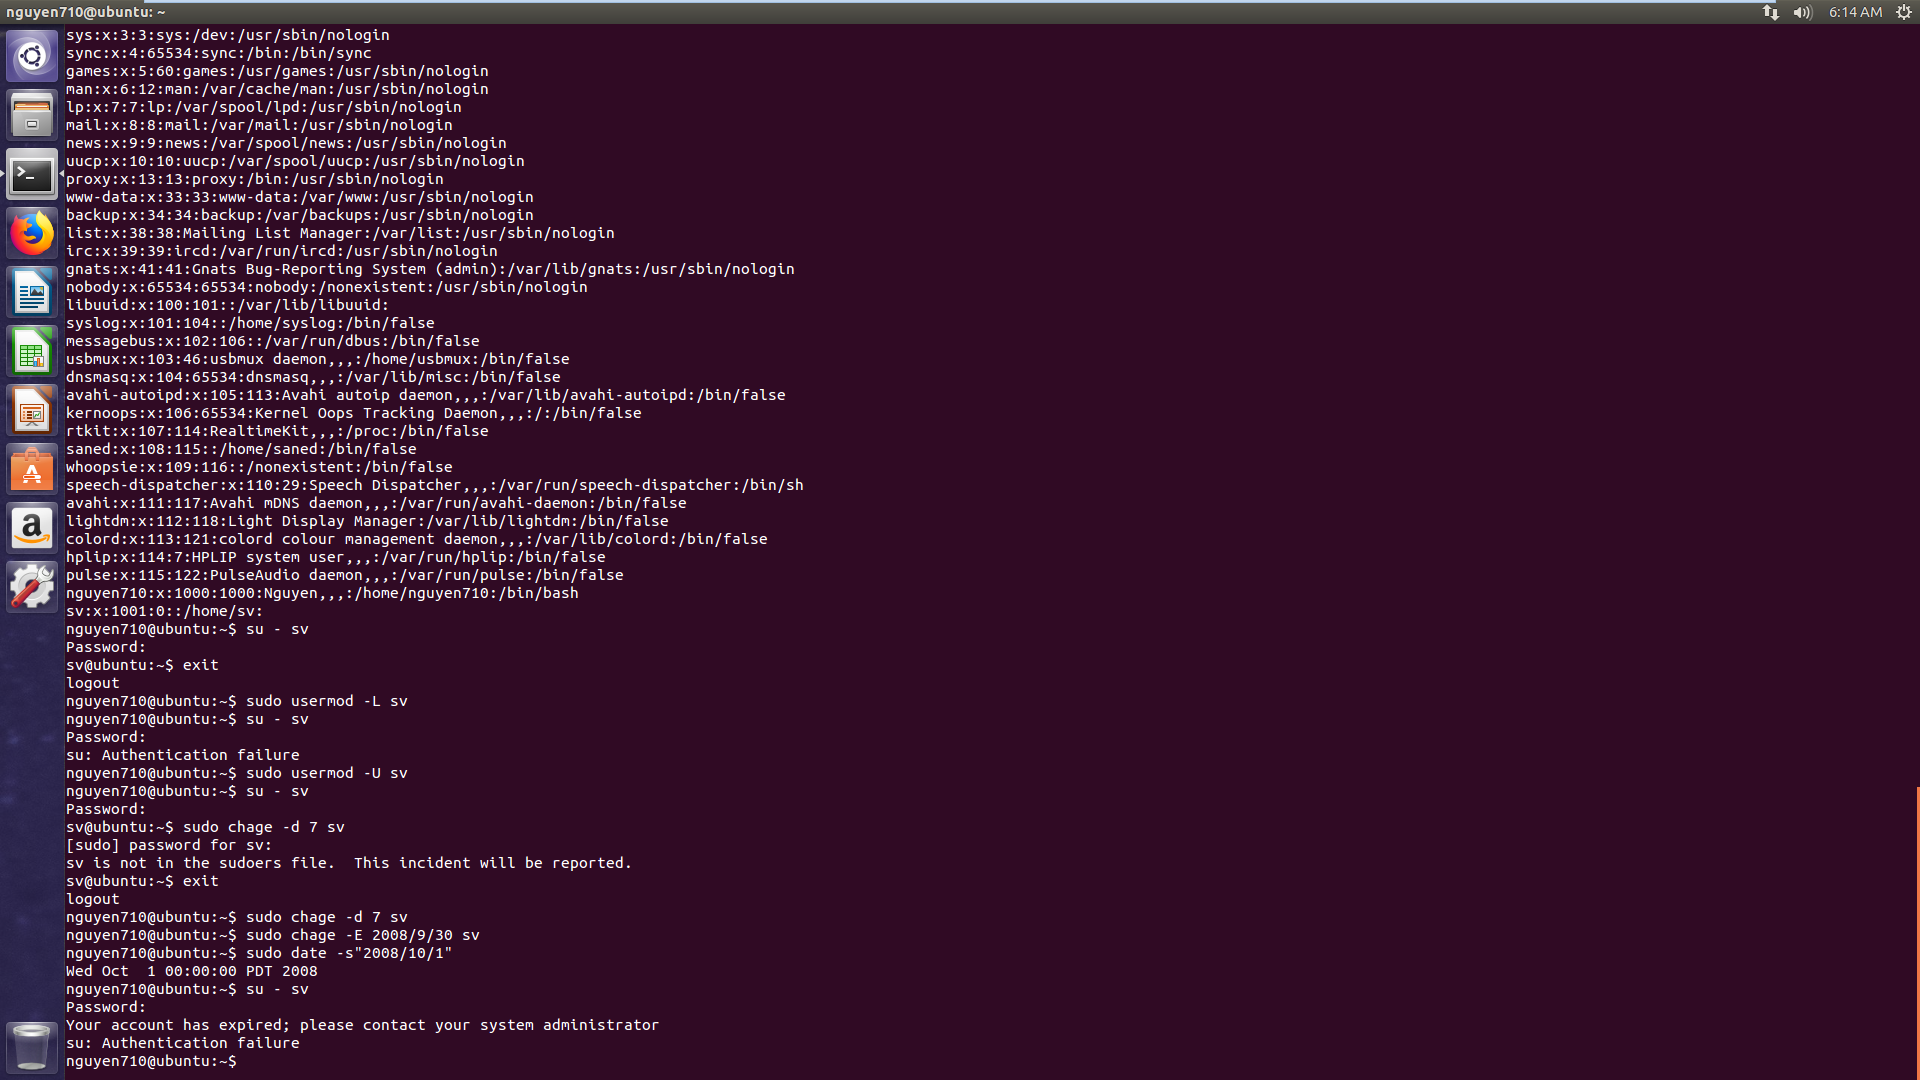 nguyen710@ubuntu: ~
6:14 AM
sys:x:3:3:sys:/dev:/usr/sbin/nologin
sync:x:4:65534:sync:/bin:/bin/sync
games:x:5:60:games:/usr/games:/usr/sbin/nologin
man:x:6:12:man:/var/cache/man:/usr/sbin/nologin
lp:x:7:7:lp:/var/spool/lpd:/usr/sbin/nologin
mail:x:8:8:mail:/var/mail:/usr/sbin/nologin
news:x:9:9:news:/var/spool/news:/usr/sbin/nologin
uucp:x:10:10:uucp:/var/spool/uucp:/usr/sbin/nologin
proxy:x:13:13:proxy:/bin:/usr/sbin/nologin
www-data:x:33:33:www-data:/var/www:/usr/sbin/nologin
backup:x:34:34:backup:/var/backups:/usr/sbin/nologin
list:x:38:38:Mailing List Manager:/var/list:/usr/sbin/nologin
irc:x:39:39:ircd:/var/run/ircd:/usr/sbin/nologin
gnats:x:41:41:Gnats Bug-Reporting System (admin):/var/lib/gnats:/usr/sbin/nologin
nobody:x:65534:65534:nobody:/nonexistent:/usr/sbin/nologin
libuuid:x:100:101::/var/lib/libuuid:
syslog:x:101:104::/home/syslog:/bin/false
messagebus:x:102:106::/var/run/dbus:/bin/false
usbmux:x:103:46:usbmux daemon,,,:/home/usbmux:/bin/false
dnsmasq:x:104:65534:dnsmasq,,,:/var/lib/misc:/bin/false
avahi-autoipd:x:105:113:Avahi autoip daemon,,,:/var/lib/avahi-autoipd:/bin/false
kernoops:x:106:65534:Kernel Oops Tracking Daemon,,,:/:/bin/false
rtkit:x:107:114:RealtimeKit,,,:/proc:/bin/false
saned:x:108:115::/home/saned:/bin/false
whoopsie:x:109:116::/nonexistent:/bin/false
speech-dispatcher:x:110:29:Speech Dispatcher,,,:/var/run/speech-dispatcher:/bin/sh
avahi:x:111:117:Avahi mDNS daemon,,,:/var/run/avahi-daemon:/bin/false
lightdm:x:112:118:Light Display Manager:/var/lib/lightdm:/bin/false
colord:x:113:121:colord colour management daemon,,,:/var/lib/colord:/bin/false
hplip:x:114:7:HPLIP system user,,,:/var/run/hplip:/bin/false
pulse:x:115:122:PulseAudio daemon,,,:/var/run/pulse:/bin/false
nguyen710:x:1000:1000:Nguyen,,,:/home/nguyen710:/bin/bash
sv:x:1001:0::/home/sv:
nguyen710@ubuntu:~$ su - sv
Password:
sv@ubuntu:~$ exit
logout
nguyen710@ubuntu:~$ sudo usermod -L sv
nguyen710@ubuntu:~$ su - sv
Password:
su: Authentication failure
nguyen710@ubuntu:~$ sudo usermod -U sv
nguyen710@ubuntu:~$ su - sv
Password:
sv@ubuntu:~$ sudo chage -d 7 sv
[sudo] password for sv:
sv is not in the sudoers file.  This incident will be reported.
sv@ubuntu:~$ exit
logout
nguyen710@ubuntu:~$ sudo chage -d 7 sv
nguyen710@ubuntu:~$ sudo chage -E 2008/9/30 sv
nguyen710@ubuntu:~$ sudo date -s"2008/10/1"
Wed Oct  1 00:00:00 PDT 2008
nguyen710@ubuntu:~$ su - sv
Password:
Your account has expired; please contact your system administrator
su: Authentication failure
nguyen710@ubuntu:~$